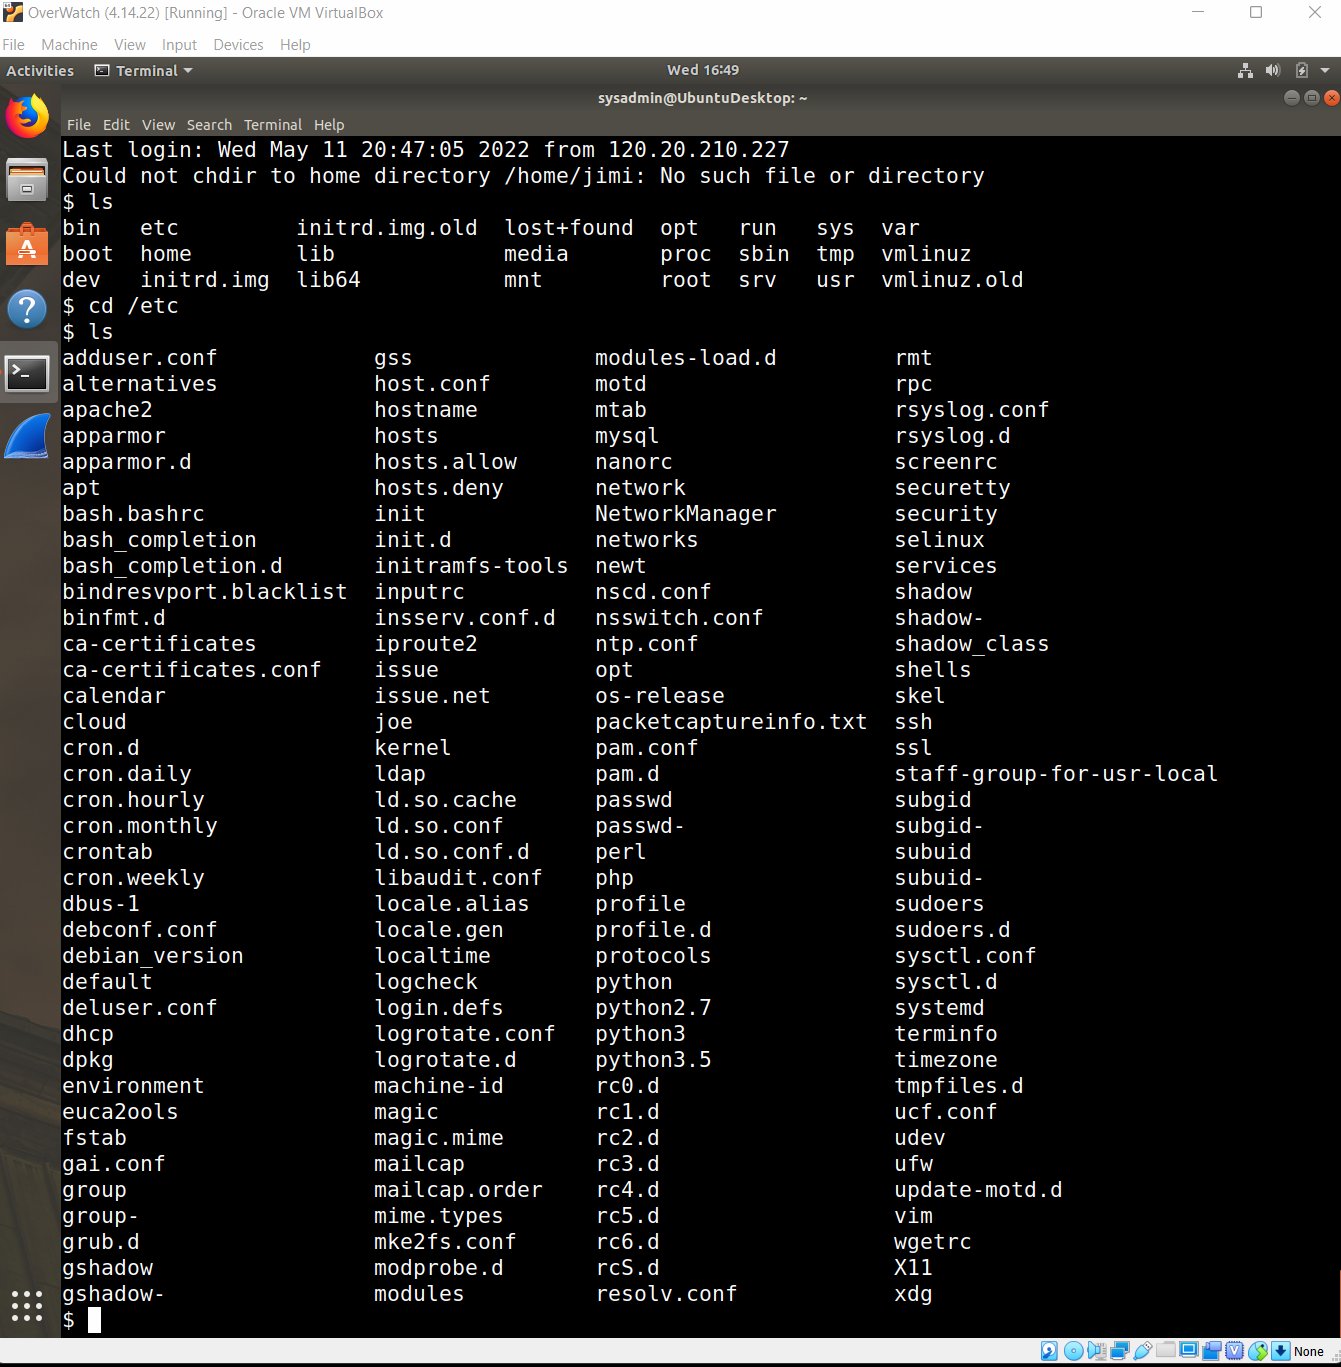 OverWatch (4.14.22) [Running] - Oracle VM VirtualBox
File Machine View Input Devices Help
Activities Terminal Wed 16:49
sysadmin@UbuntuDesktop: ~
File Edit View Search Terminal Help
Last login: Wed May 11 20:47:05 2022 from 120.20.210.227
Could not chdir to home directory /home/jimi: No such file or directory
$ ls
bin etc initrd.img.old lost+found opt run sys var
boot home lib media proc sbin tmp vmlinuz
dev initrd.img lib64 mnt root srv usr vmlinuz.old
$ cd /etc
$ ls
adduser.conf gss modules-load.d rmt
alternatives host.conf motd rpc
apache2 hostname mtab rsyslog.conf
apparmor hosts mysql rsyslog.d
apparmor.d hosts.allow nanorc screenrc
apt hosts.deny network securetty
bash.bashrc init NetworkManager security
bash_completion init.d networks selinux
bash_completion.d initramfs-tools newt services
bindresvport.blacklist inputrc nscd.conf shadow
binfmt.d insserv.conf.d nsswitch.conf shadow-
ca-certificates iproute2 ntp.conf shadow_class
ca-certificates.conf issue opt shells
calendar issue.net os-release skel
cloud joe packetcaptureinfo.txt ssh
cron.d kernel pam.conf ssl
cron.daily ldap pam.d staff-group-for-usr-local
cron.hourly ld.so.cache passwd subgid
cron.monthly ld.so.conf passwd- subgid-
crontab ld.so.conf.d perl subuid
cron.weekly libaudit.conf php subuid-
dbus-1 locale.alias profile sudoers
debconf.conf locale.gen profile.d sudoers.d
debian_version localtime protocols sysctl.conf
default logcheck python sysctl.d
deluser.conf login.defs python2.7 systemd
dhcp logrotate.conf python3 terminfo
dpkg logrotate.d python3.5 timezone
environment machine-id rc0.d tmpfiles.d
euca2ools magic rc1.d ucf.conf
fstab magic.mime rc2.d udev
gai.conf mailcap rc3.d ufw
group mailcap.order rc4.d update-motd.d
group- mime.types rc5.d vim
grub.d mke2fs.conf rc6.d wgetrc
gshadow modprobe.d rcS.d X11
gshadow- modules resolv.conf xdg
$
None